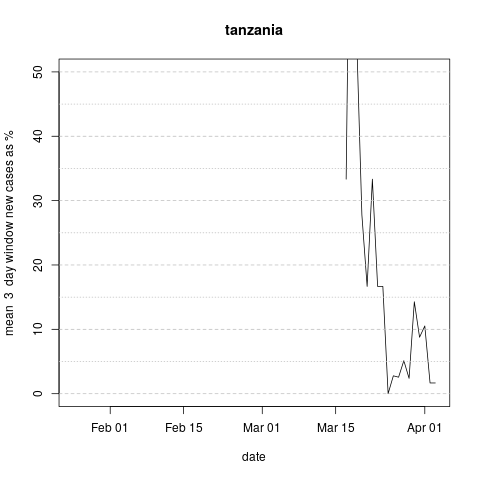 tanzania
mean 3 day window new cases as %
50
40
30
20
10
0
Feb 01
Feb 15
Mar 01
Mar 15
Apr 01
date